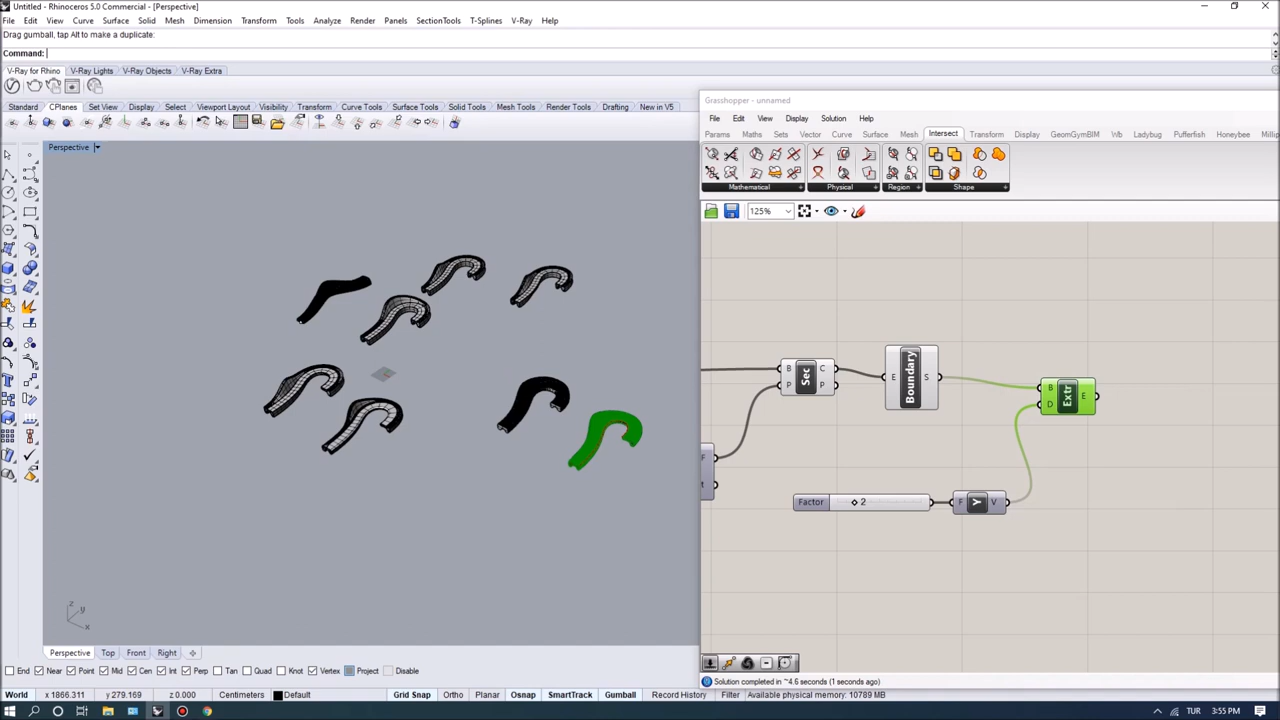 Untitled - Rhinoceros 5.0 Commercial - [Perspective]
File Edit View Curve Surface Solid Mesh Dimension Transform Tools Analyze Render Panels SectionTools T-Splines V-Ray Help
Drag gumball, tap Alt to make a duplicate:
Command:
V-Ray for Rhino V-Ray Lights V-Ray Objects V-Ray Extra
Standard CPlanes Set View Display Select Viewport Layout Visibility Transform Curve Tools Surface Tools Solid Tools Mesh Tools Render Tools Drafting New in V5
Perspective
Grasshopper - unnamed
File Edit View Display Solution Help
Params Maths Sets Vector Curve Surface Mesh Intersect Transform Display GeomGymBIM Wb Ladybug Pufferfish Honeybee Millipede
Mathematical Physical Region Shape
125%
B P Sec C P
E Boundary S
B D Extr E
F
t
Factor 2
F Y V
z y x
Perspective Top Front Right
End Near Point Mid Cen Int Perp Tan Quad Knot Vertex Project Disable
World x 1866.311 y 279.169 z 0.000 Centimeters Default Grid Snap Ortho Planar Osnap SmartTrack Gumball Record History Filter Available physical memory: 10789 MB
Solution completed in ~4.6 seconds (1 seconds ago)
TUR 3:55 PM